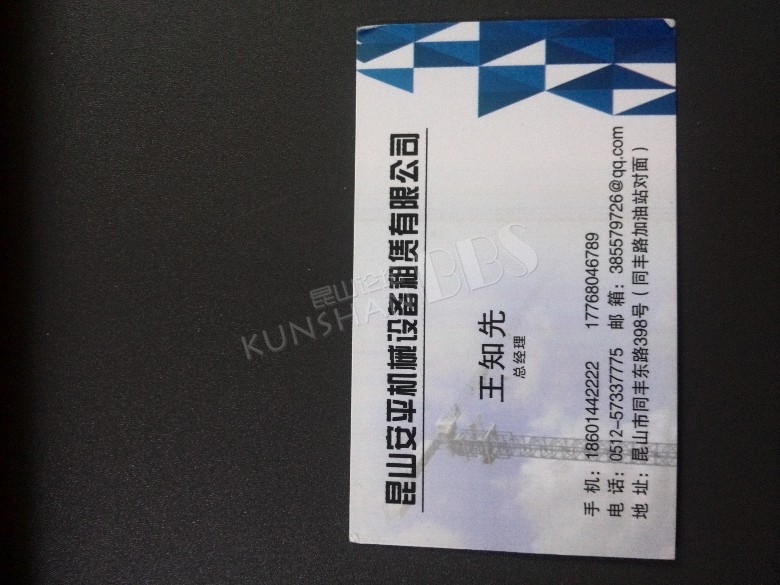 昆山安平机械设备租赁有限公司
王知先
总经理
手 机：18601442222 17768046789
电 话：0512-57337775 邮 箱：385579726@qq.com
地 址：昆山市同丰东路398号（同丰路加油站对面）
昆山论坛
KUNSHAN BBS